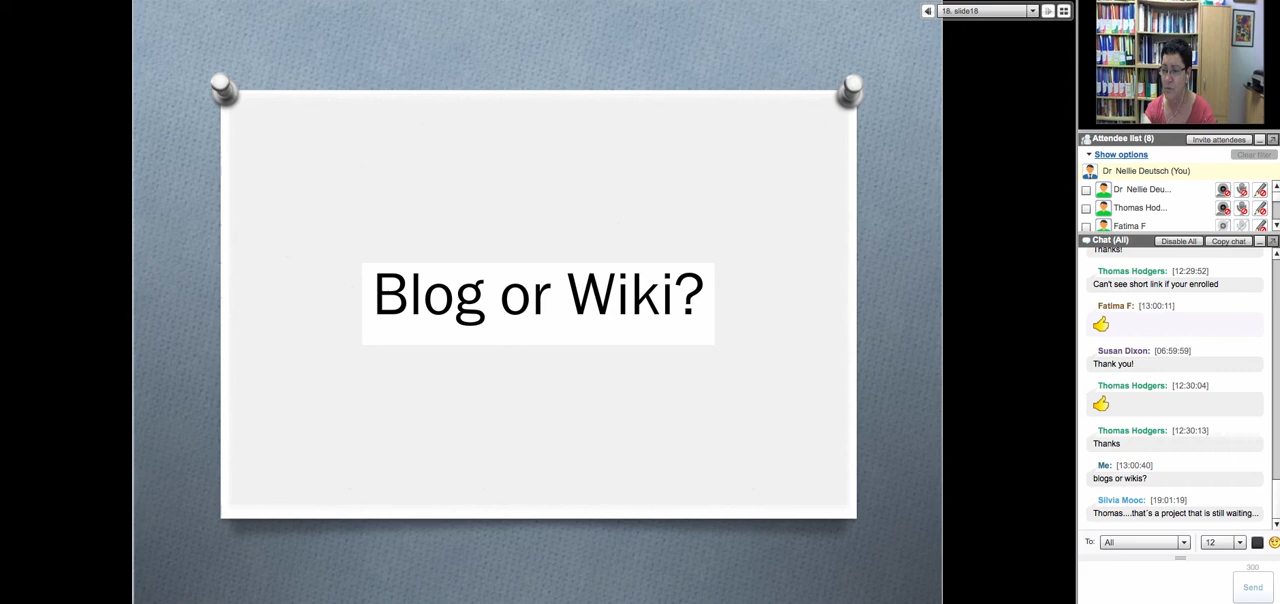 18. slide18
Blog or Wiki?
Attendee list (8)
Invite attendees
Show options
Clear filter
Dr Nellie Deutsch (You)
Dr Nellie Deu...
Thomas Hod...
Fatima F
Chat (All)
Disable All
Copy chat
Thanks!
Thomas Hodgers: [12:29:52]
Can't see short link if your enrolled
Fatima F: [13:00:11]
Susan Dixon: [06:59:59]
Thank you!
Thomas Hodgers: [12:30:04]
Thomas Hodgers: [12:30:13]
Thanks
Me: [13:00:40]
blogs or wikis?
Silvia Mooc: [19:01:19]
Thomas....that`s a project that is still waiting...
To: All 12
300
Send